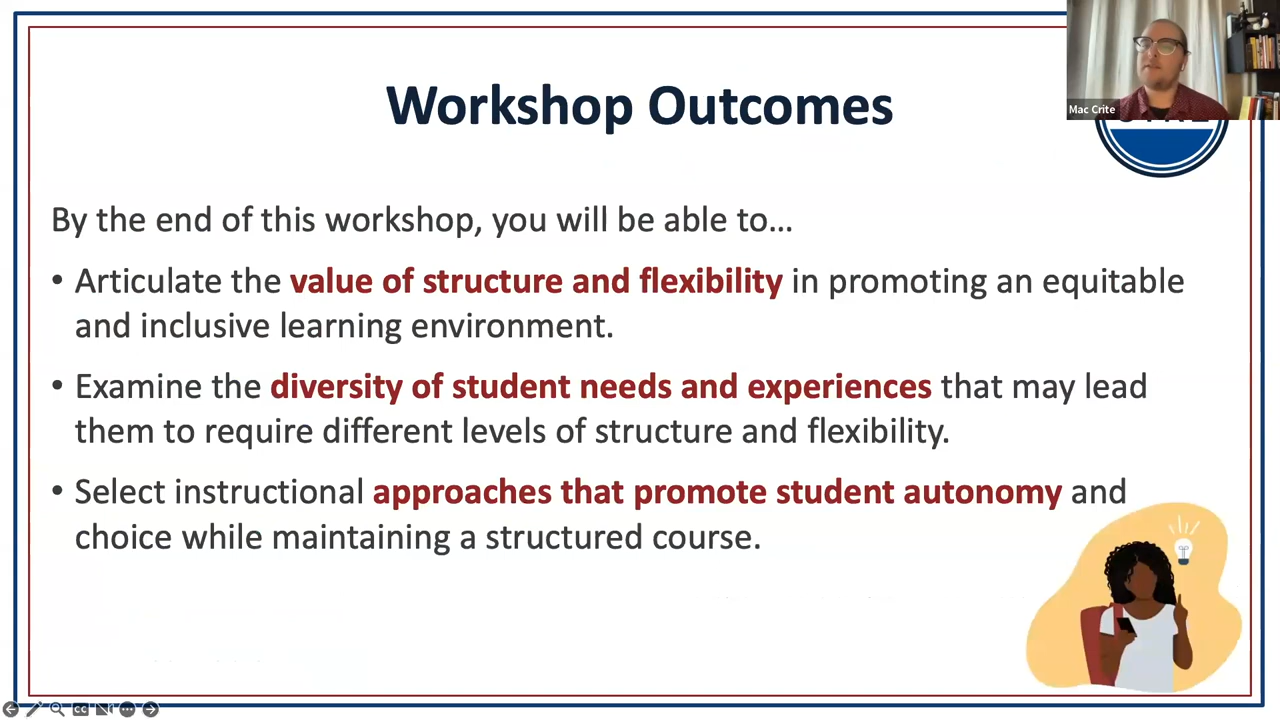 Workshop Outcomes
Mac Crite
By the end of this workshop, you will be able to…
• Articulate the value of structure and flexibility in promoting an equitable
and inclusive learning environment.
• Examine the diversity of student needs and experiences that may lead
them to require different levels of structure and flexibility.
• Select instructional approaches that promote student autonomy and
choice while maintaining a structured course.
CC